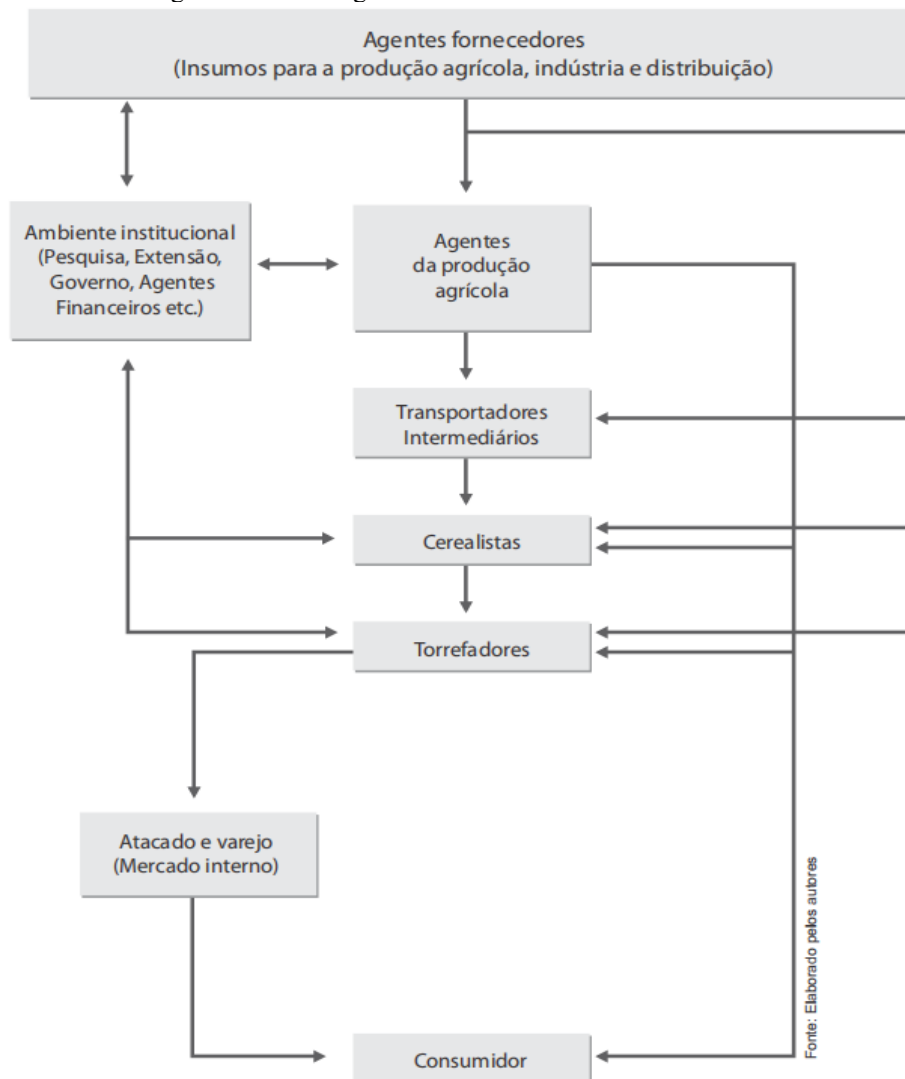 Agentes fornecedores
(Insumos para a produção agrícola, indústria e distribuição)
Ambiente institucional
(Pesquisa, Extensão,
Governo, Agentes
Financeiros etc.)
Agentes
da produção
agrícola
Transportadores
Intermediários
Cerealistas
Torrefadores
Atacado e varejo
(Mercado interno)
Fonte: Elaborado pelos autores
Consumidor